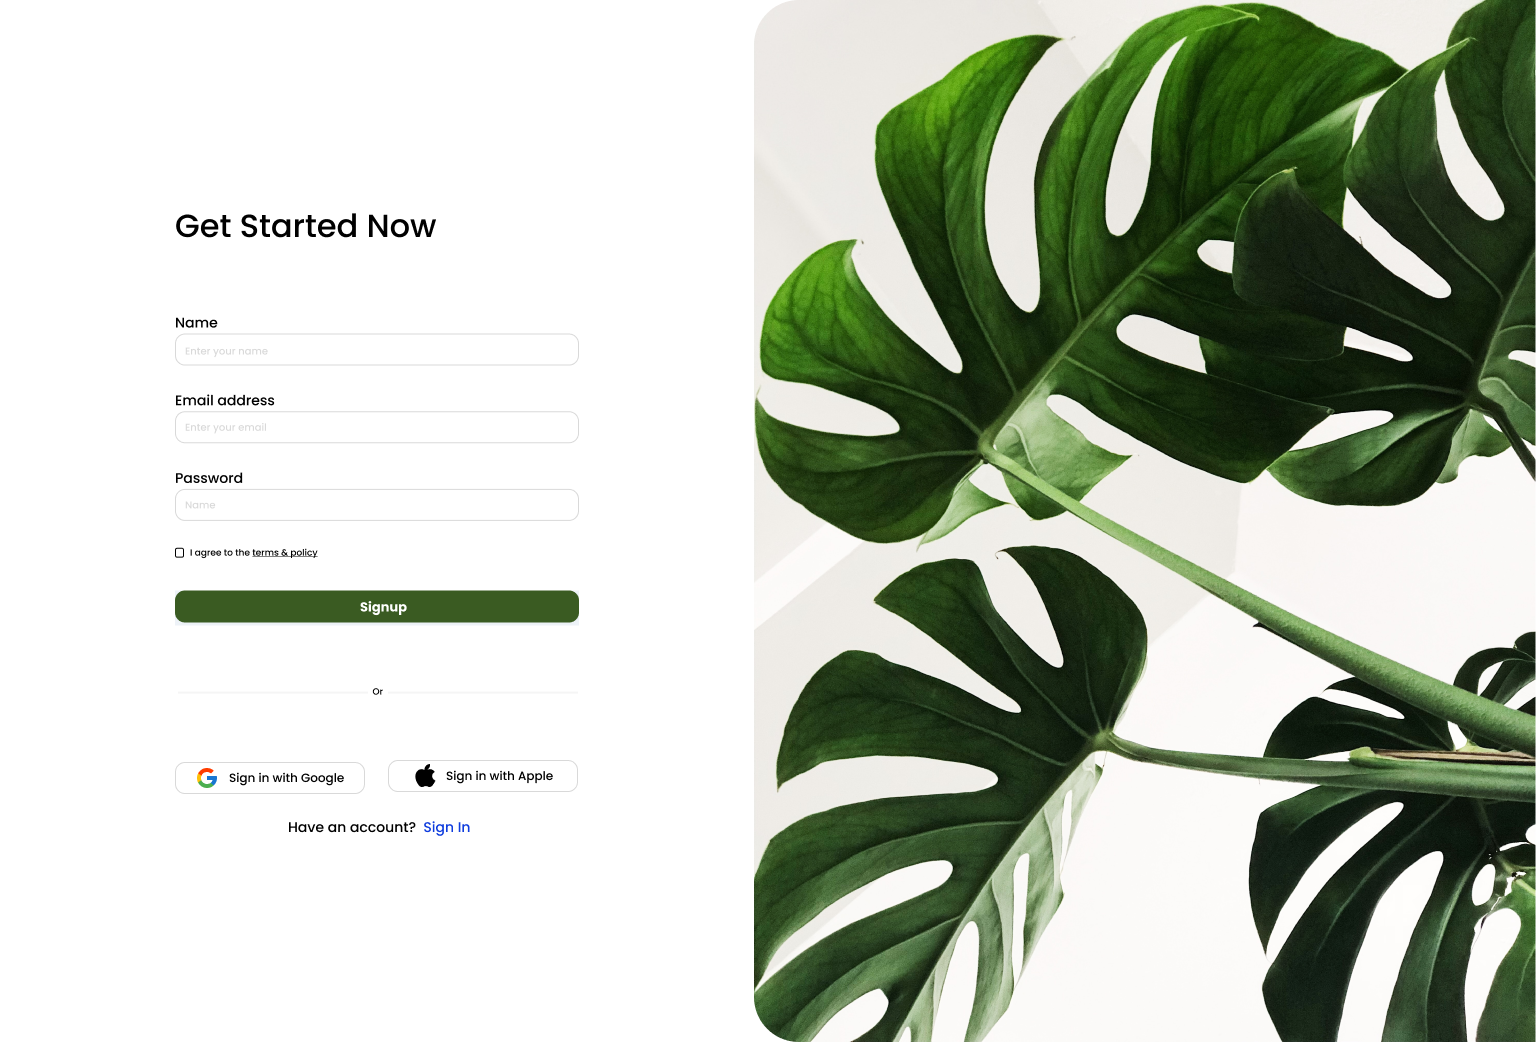 Get Started Now
Name
Enter your name
Email address
Enter your email
Password
Name
I agree to the terms & policy
Signup
Or
Sign in with Google
Sign in with Apple
Have an account? Sign In